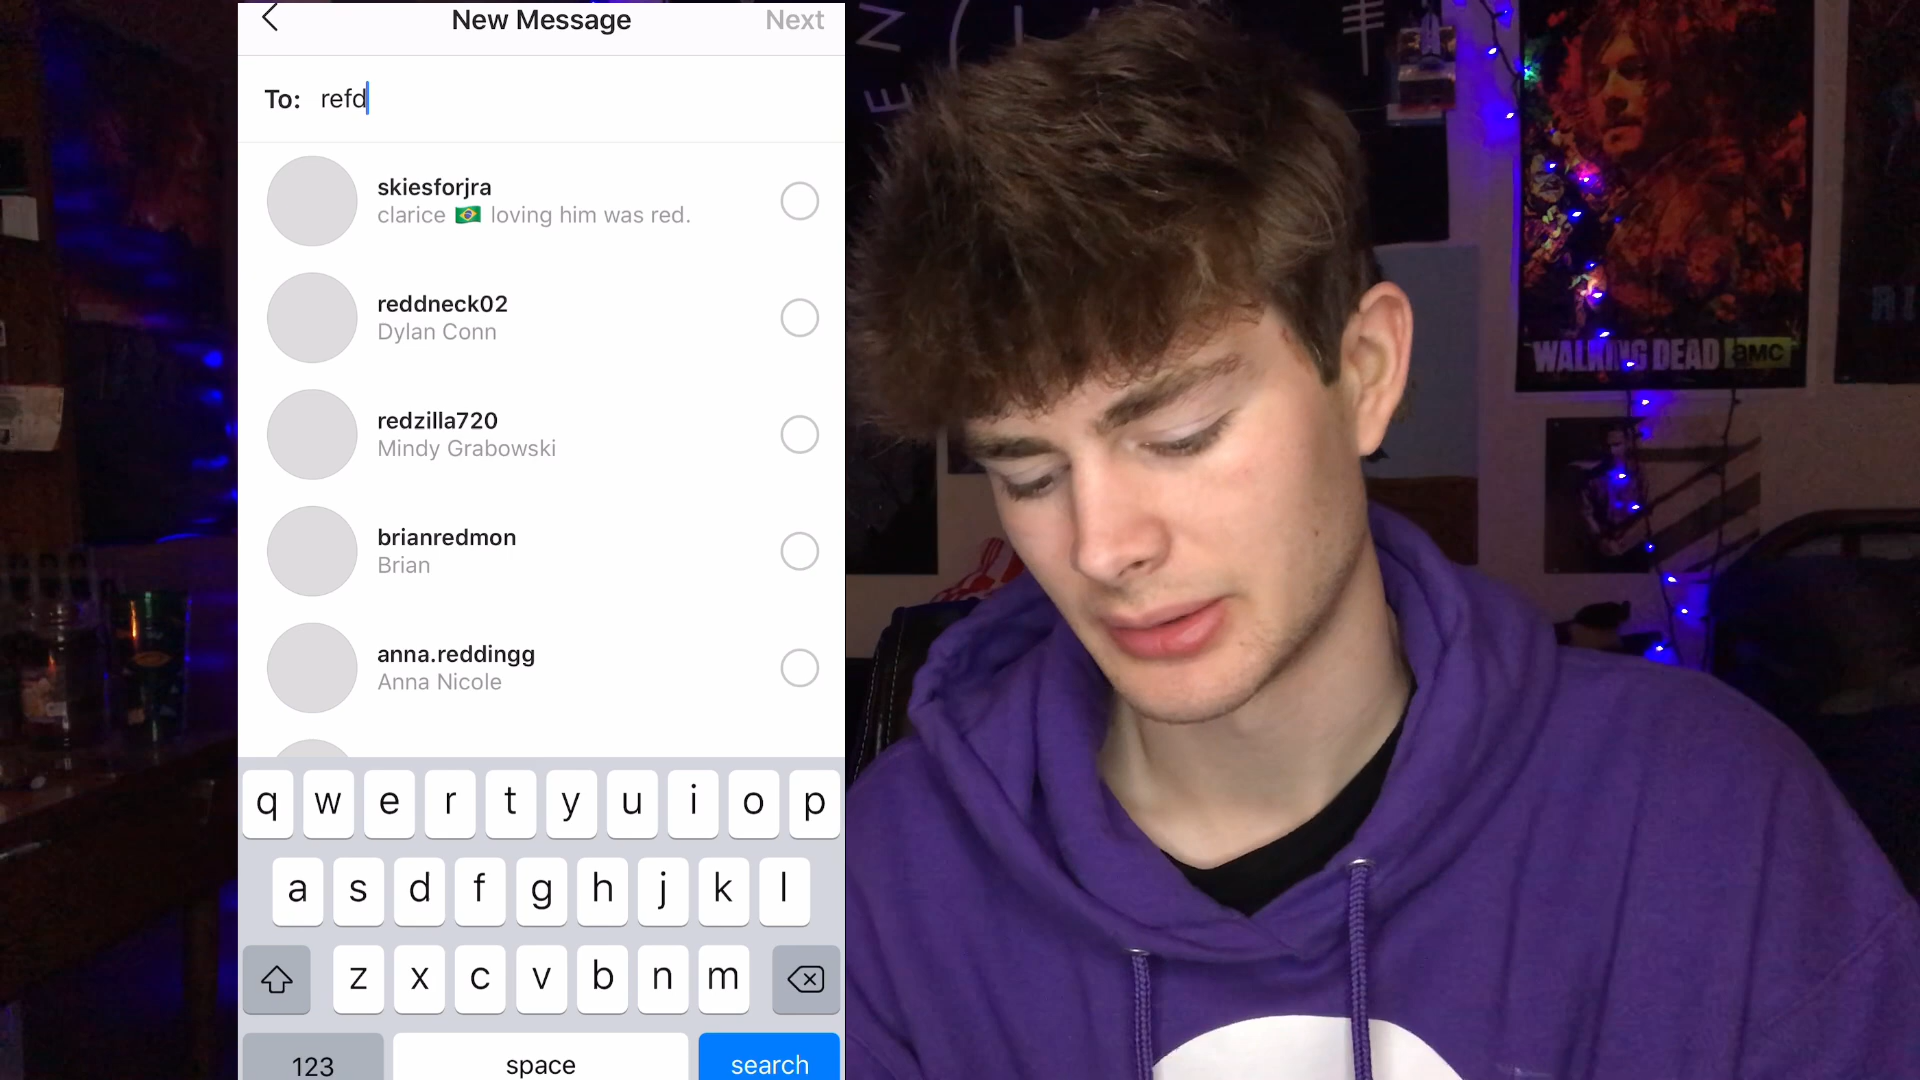 New Message
Next
To: refd
skiesforjra
clarice 🇧🇷 loving him was red.
reddneck02
Dylan Conn
redzilla720
Mindy Grabowski
brianredmon
Brian
anna.reddingg
Anna Nicole
q w e r t y u i o p
a s d f g h j k l
z x c v b n m
123 space search
EN
WALKING DEAD aMC